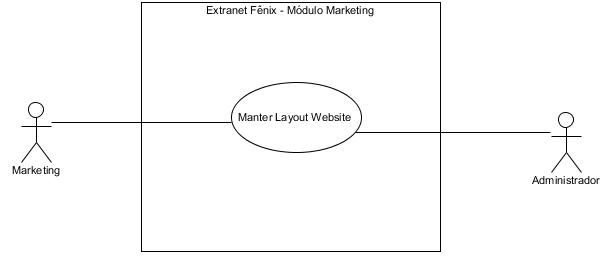 Extranet Fênix - Módulo Marketing
Manter Layout Website
Marketing
Administrador